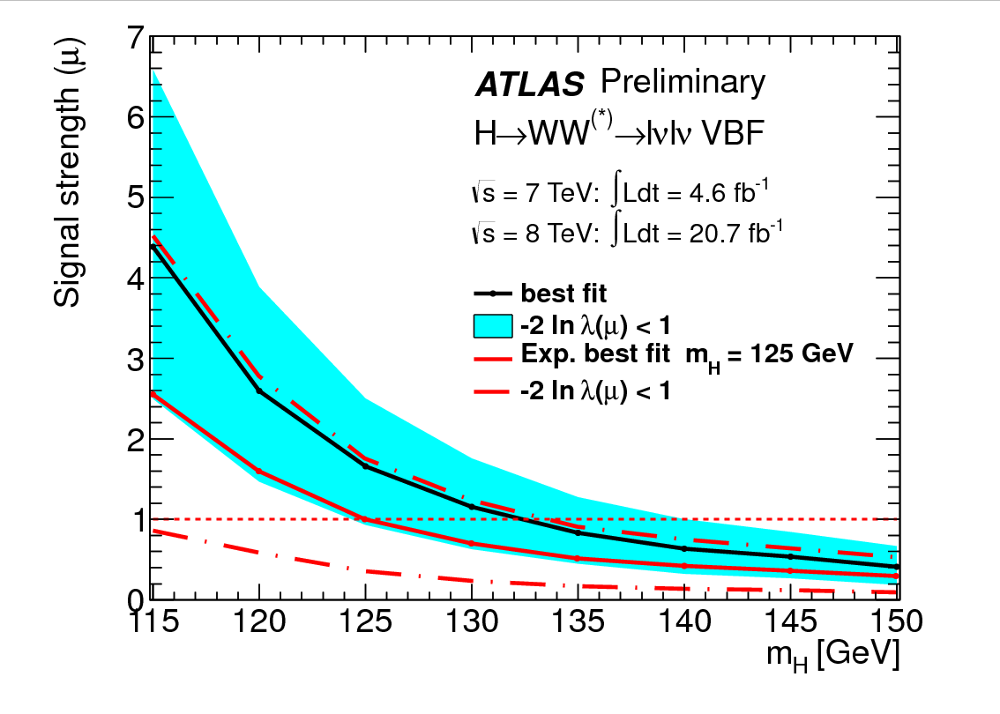 7
6
5
4
3
2
1
0
Signal strength (μ)
ATLAS Preliminary
H→WW(*)→lνlν VBF
√s = 7 TeV: ∫Ldt = 4.6 fb-1
√s = 8 TeV: ∫Ldt = 20.7 fb-1
best fit
-2 ln λ(μ) < 1
Exp. best fit mH = 125 GeV
-2 ln λ(μ) < 1
115 120 125 130 135 140 145 150
mH [GeV]